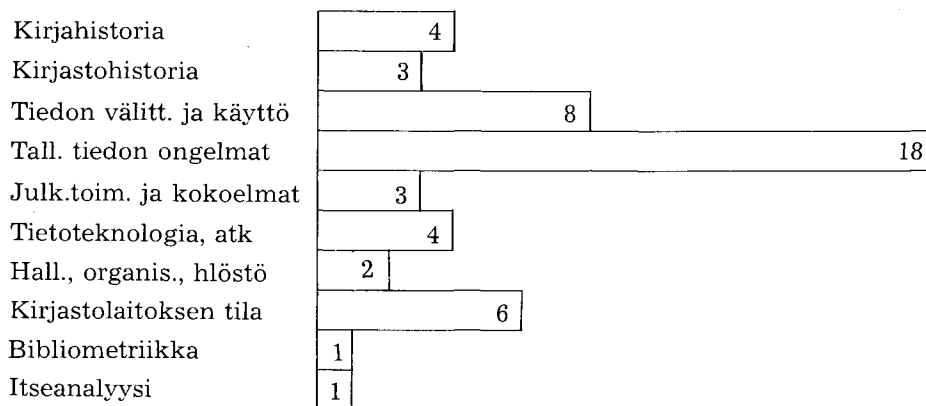 Kirjahistoria 4
Kirjastohistoria 3
Tiedon välitt. ja käyttö 8
Tall. tiedon ongelmat 18
Julk.toim. ja kokoelmat 3
Tietoteknologia, atk 4
Hall., organis., hlöstö 2
Kirjastolaitoksen tila 6
Bibliometriikka 1
Itseanalyysi 1